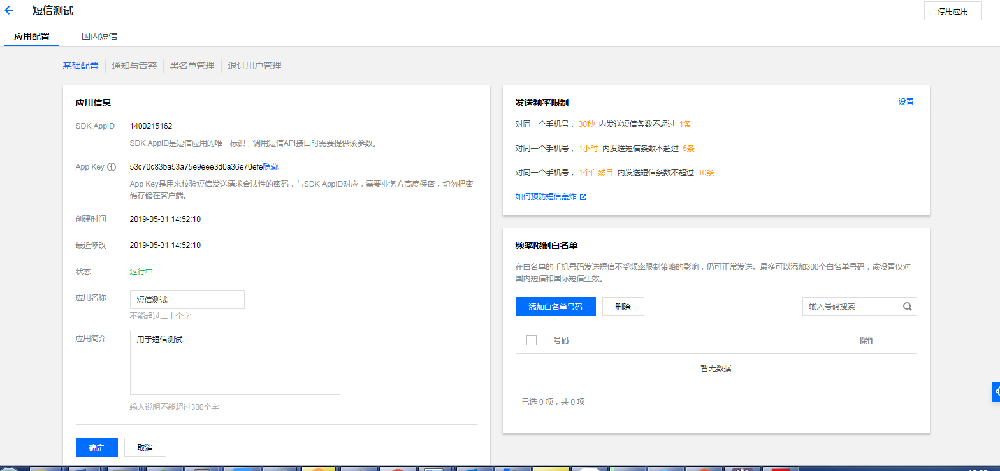 短信测试
停用应用
应用配置
国内短信
基础配置
通知与告警
黑名单管理
退订用户管理
应用信息
SDK AppID
1400215162
SDK AppID是短信应用的唯一标识，调用短信API接口时需要提供该参数。
App Key
53c70c83ba53a75e9eee3d0a36e70efe隐藏
App Key是用来校验短信发送请求合法性的密码，与SDK AppID对应，需要业务方高度保密，切勿把密
码存储在客户端。
创建时间
2019-05-31 14:52:10
最近修改
2019-05-31 14:52:10
状态
运行中
应用名称
短信测试
不能超过二十个字
应用简介
用于短信测试
输入说明不能超过300个字
确定
取消
发送频率限制
设置
对同一个手机号，30秒 内发送短信条数不超过 1条
对同一个手机号，1小时 内发送短信条数不超过 5条
对同一个手机号，1个自然日 内发送短信条数不超过 10条
如何预防短信轰炸
频率限制白名单
在白名单的手机号码发送短信不受频率限制策略的影响，仍可正常发送。最多可以添加300个白名单号码，该设置仅对
国内短信和国际短信生效。
添加白名单号码
删除
输入号码搜索
号码
操作
暂无数据
已选 0 项，共 0 项